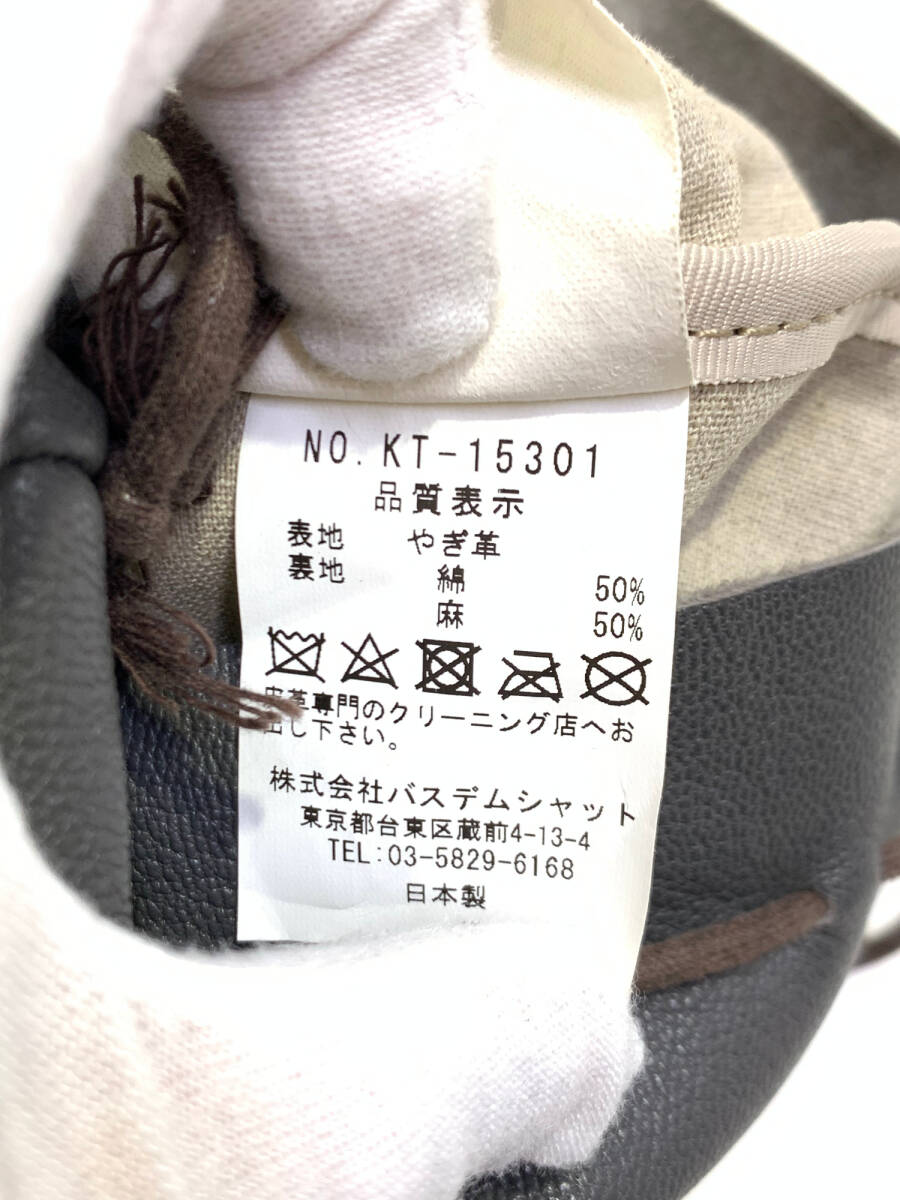 NO. KT-15301
品質表示
表地 やぎ革
裏地 綿 50%
麻 50%
皮革専門のクリーニング店へお
出し下さい。
株式会社バスデムシャット
東京都台東区蔵前4-13-4
TEL:03-5829-6168
日本製